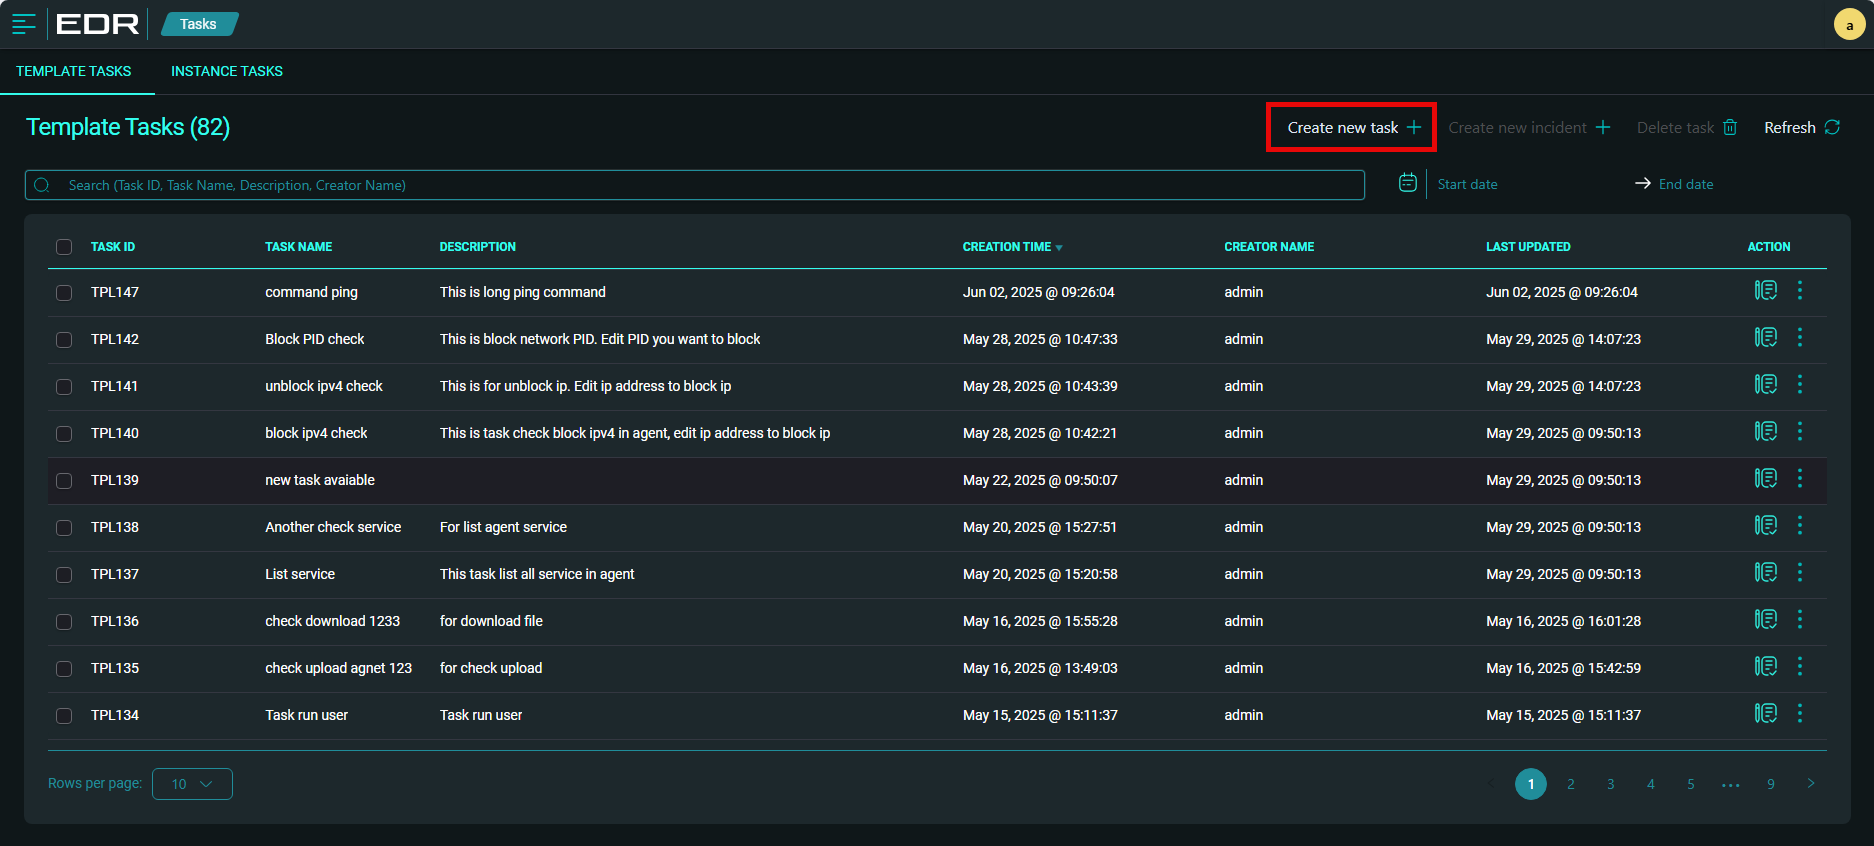 EDR Tasks a
TEMPLATE TASKS INSTANCE TASKS
Template Tasks (82) Create new task Create new incident Delete task Refresh
Search (Task ID, Task Name, Description, Creator Name) Start date End date
TASK ID TASK NAME DESCRIPTION CREATION TIME CREATOR NAME LAST UPDATED ACTION
TPL147 command ping This is long ping command Jun 02, 2025 @ 09:26:04 admin Jun 02, 2025 @ 09:26:04
TPL142 Block PID check This is block network PID. Edit PID you want to block May 28, 2025 @ 10:47:33 admin May 29, 2025 @ 14:07:23
TPL141 unblock ipv4 check This is for unblock ip. Edit ip address to block ip May 28, 2025 @ 10:43:39 admin May 29, 2025 @ 14:07:23
TPL140 block ipv4 check This is task check block ipv4 in agent, edit ip address to block ip May 28, 2025 @ 10:42:21 admin May 29, 2025 @ 09:50:13
TPL139 new task avaiable May 22, 2025 @ 09:50:07 admin May 29, 2025 @ 09:50:13
TPL138 Another check service For list agent service May 20, 2025 @ 15:27:51 admin May 29, 2025 @ 09:50:13
TPL137 List service This task list all service in agent May 20, 2025 @ 15:20:58 admin May 29, 2025 @ 09:50:13
TPL136 check download 1233 for download file May 16, 2025 @ 15:55:28 admin May 16, 2025 @ 16:01:28
TPL135 check upload agnet 123 for check upload May 16, 2025 @ 13:49:03 admin May 16, 2025 @ 15:42:59
TPL134 Task run user Task run user May 15, 2025 @ 15:11:37 admin May 15, 2025 @ 15:11:37
Rows per page: 10 1 2 3 4 5 ••• 9